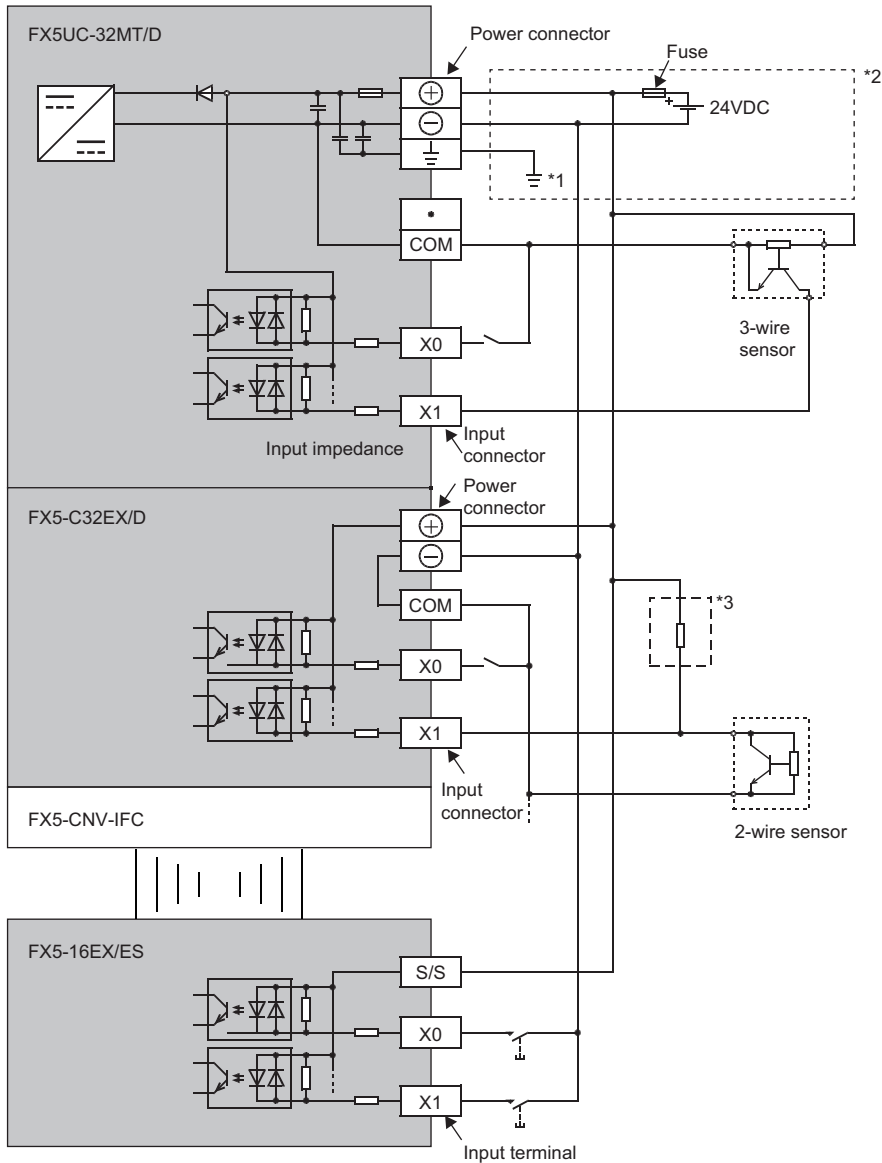 FX5UC-32MT/D
Power connector
Fuse
*2
24VDC
*1
COM
3-wire
sensor
X0
X1
Input impedance
Input
connector
FX5-C32EX/D
Power
connector
COM
*3
X0
X1
Input
connector
FX5-CNV-IFC
2-wire sensor
FX5-16EX/ES
S/S
X0
X1
Input terminal